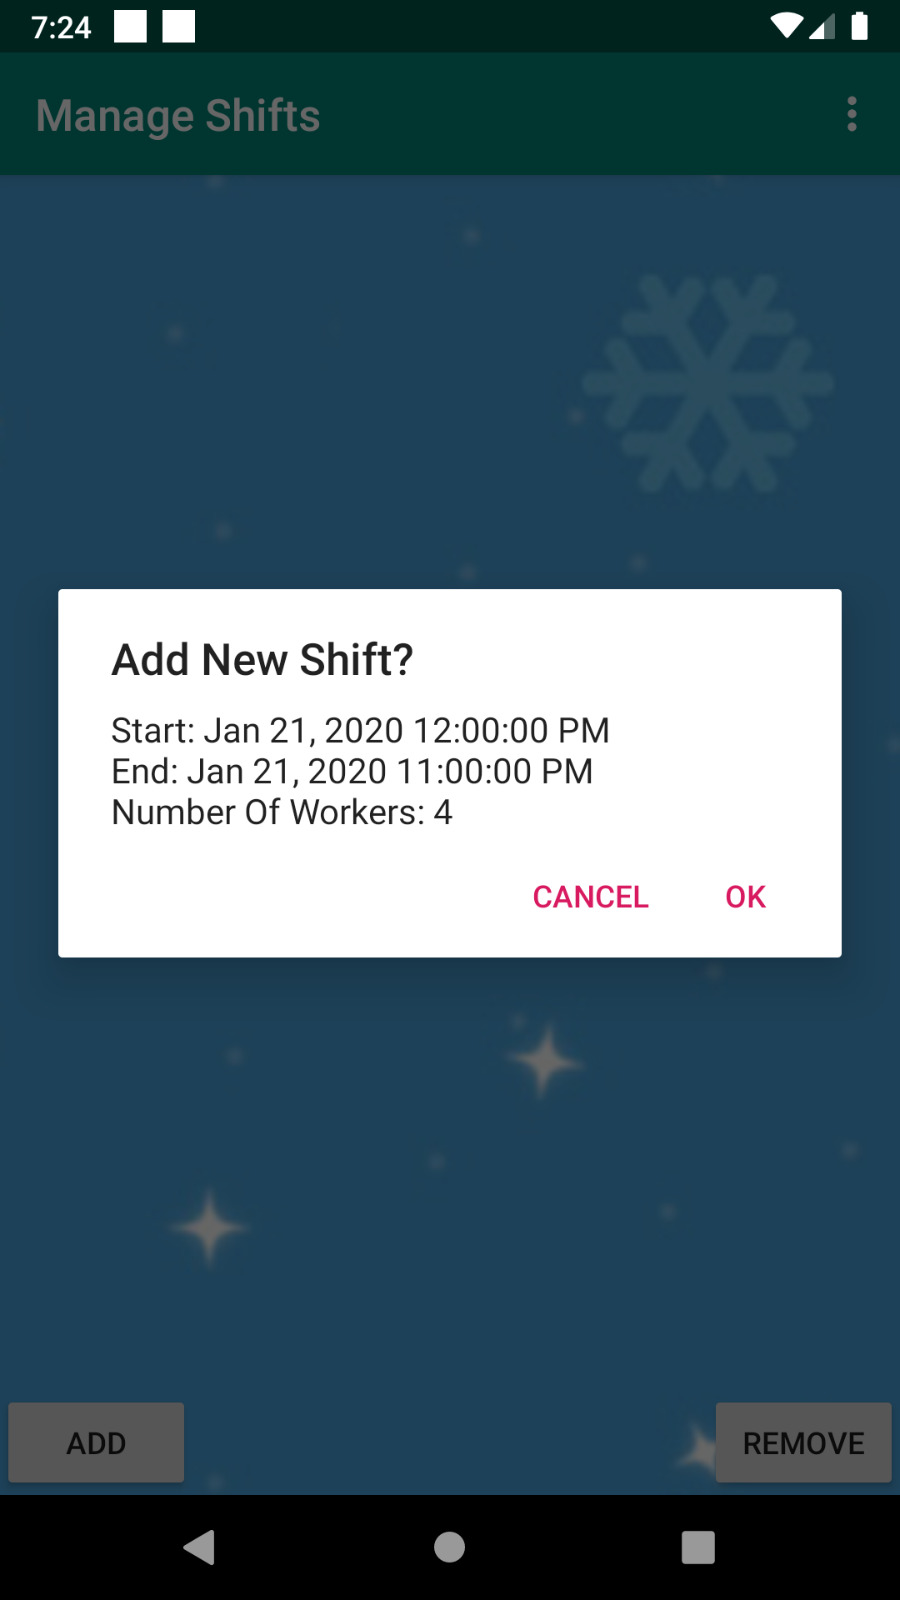 7:24
Manage Shifts
Add New Shift?
Start: Jan 21, 2020 12:00:00 PM
End: Jan 21, 2020 11:00:00 PM
Number Of Workers: 4
CANCEL OK
ADD REMOVE